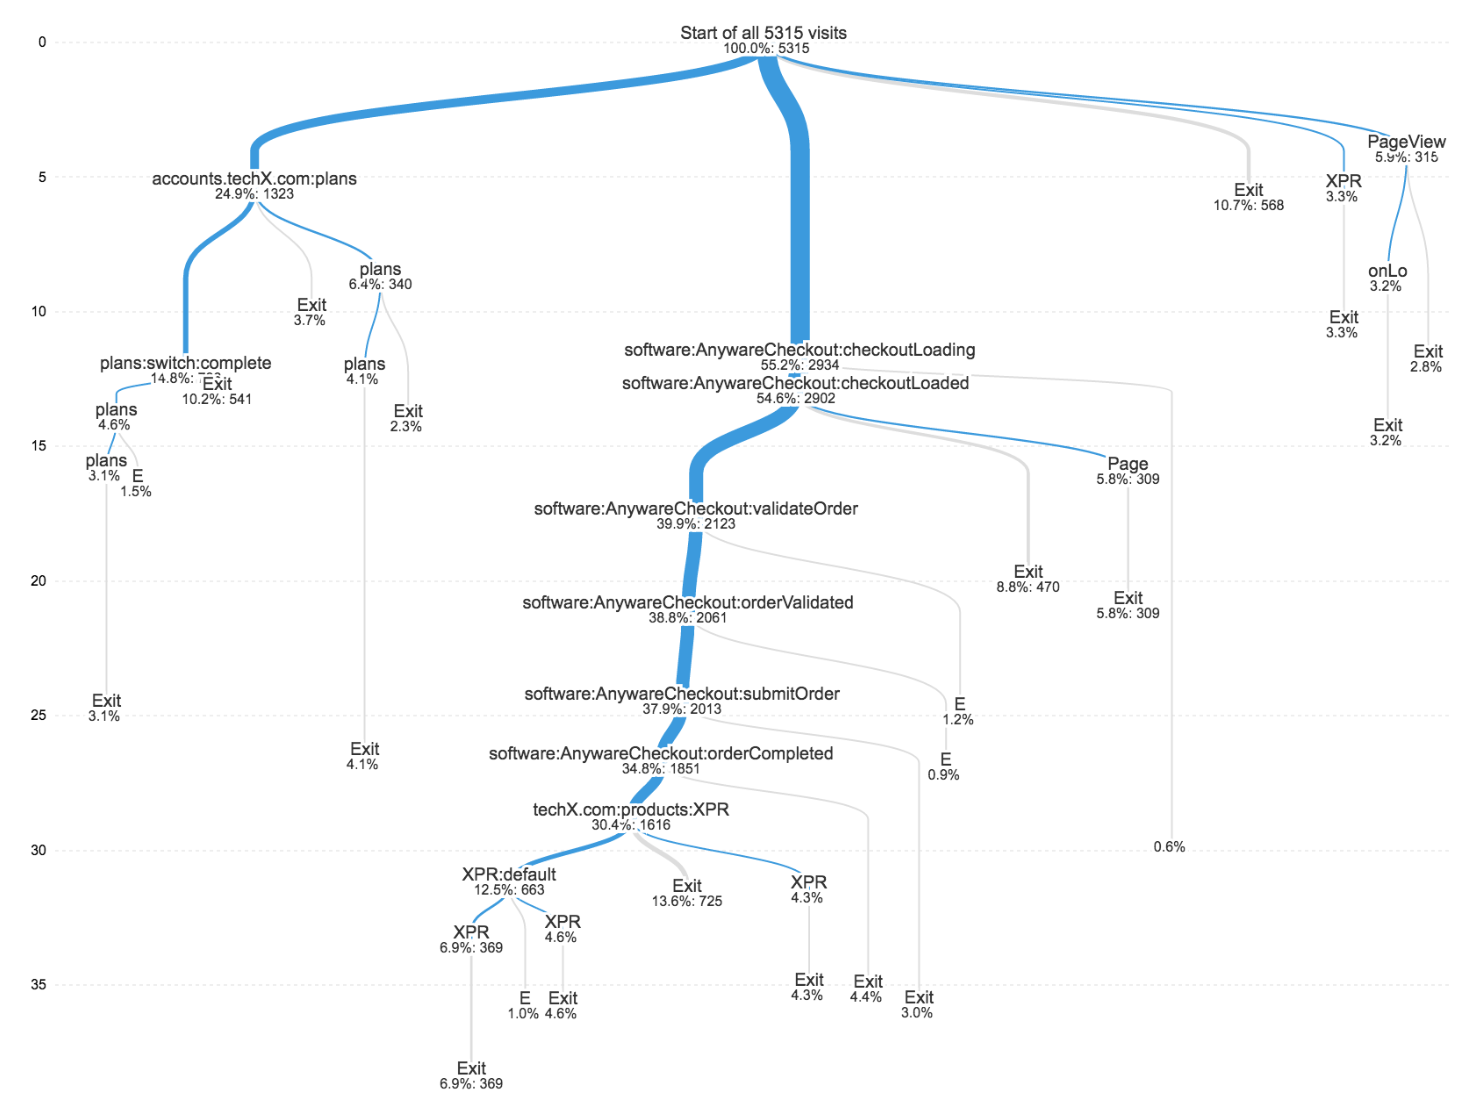 Start of all 5315 visits
100.0%: 5315
0
PageView
5.9%: 315
accounts.techX.com:plans
24.9%: 1323
5
XPR
3.3%
Exit
10.7%: 568
plans
6.4%: 340
onLo
3.2%
Exit
3.7%
10
Exit
3.3%
software:AnywareCheckout:checkoutLoading
55.2%: 2934
Exit
2.8%
plans:switch:complete
14.8%:
plans
4.1%
Exit
10.2%: 541
software:AnywareCheckout:checkoutLoaded
54.6%: 2902
plans
4.6%
Exit
2.3%
Exit
3.2%
15
plans
3.1%
E
1.5%
Page
5.8%: 309
software:AnywareCheckout:validateOrder
39.9%: 2123
Exit
8.8%: 470
20
software:AnywareCheckout:orderValidated
38.8%: 2061
Exit
5.8%: 309
software:AnywareCheckout:submitOrder
37.9%: 2013
Exit
3.1%
E
1.2%
25
Exit
4.1%
software:AnywareCheckout:orderCompleted
34.8%: 1851
E
0.9%
techX.com:products:XPR
30.4%: 1616
0.6%
30
XPR:default
12.5%: 663
Exit
13.6%: 725
XPR
4.3%
XPR
6.9%: 369
XPR
4.6%
35
Exit
4.3%
Exit
4.4%
E
1.0%
Exit
4.6%
Exit
3.0%
Exit
6.9%: 369